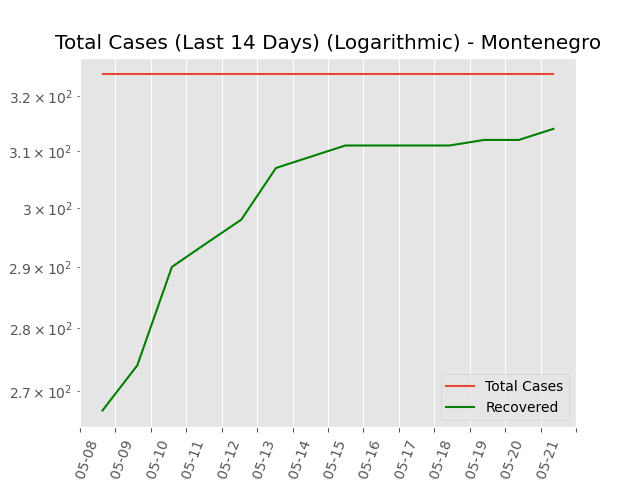 Total Cases (Last 14 Days) (Logarithmic) - Montenegro
3.2 × 10²
3.1 × 10²
3 × 10²
2.9 × 10²
2.8 × 10²
2.7 × 10²
Total Cases
Recovered
05-08
05-09
05-10
05-11
05-12
05-13
05-14
05-15
05-16
05-17
05-18
05-19
05-20
05-21